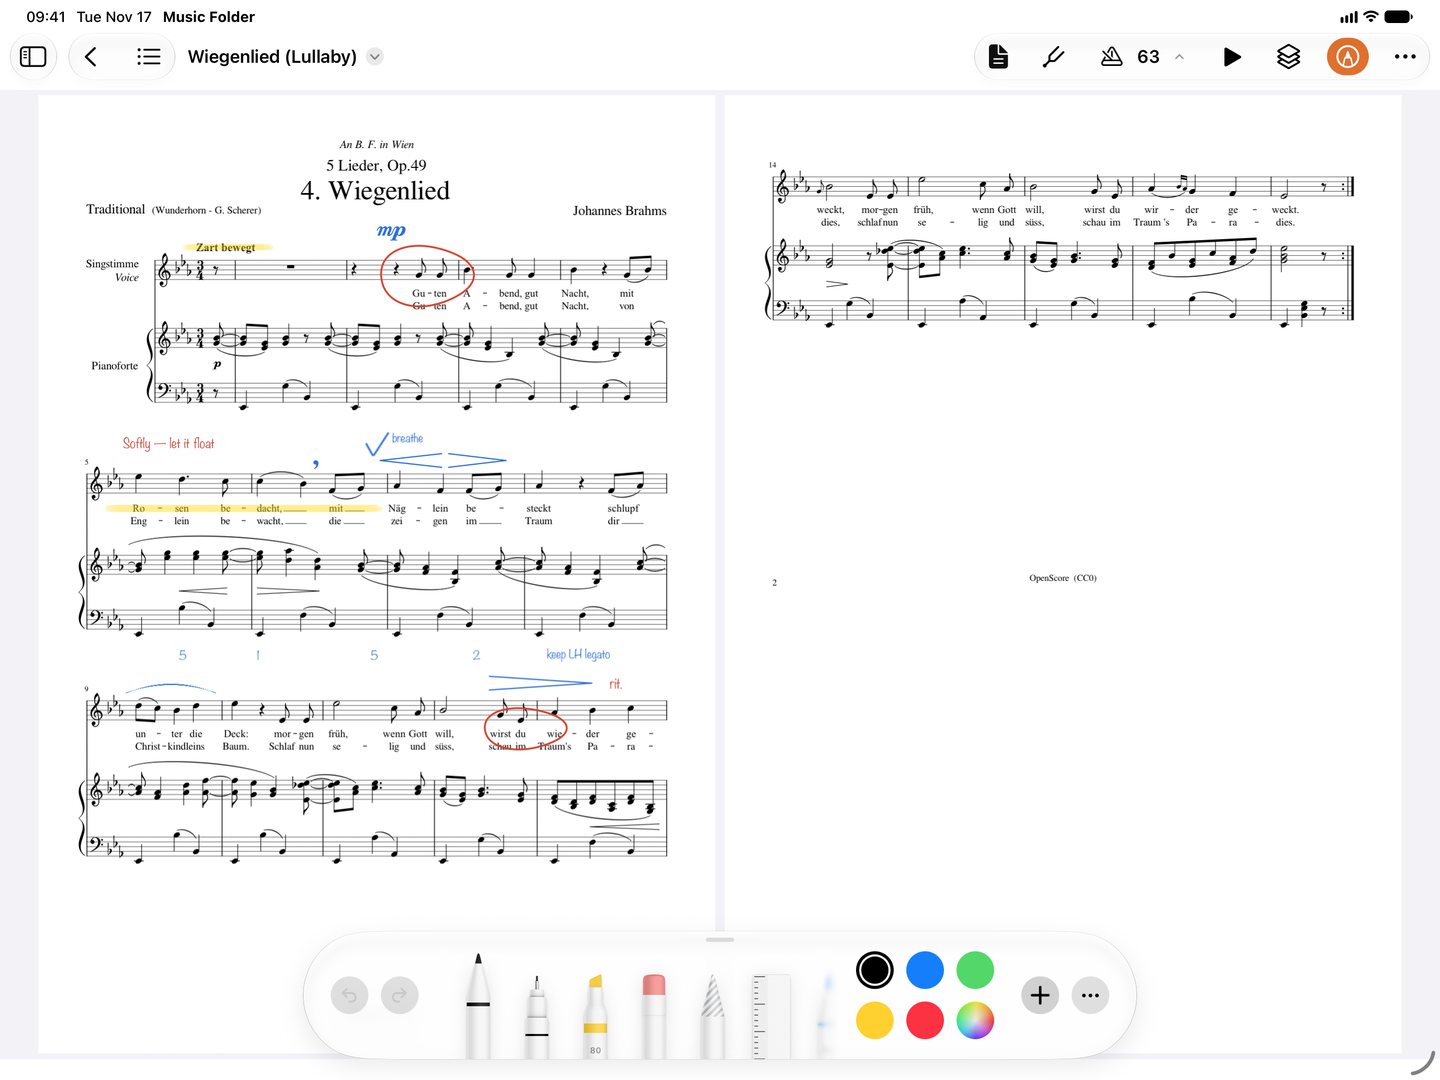 09:41 Tue Nov 17 Music Folder
Wiegenlied (Lullaby)
63
An B. F. in Wien
5 Lieder, Op.49
4. Wiegenlied
Traditional (Wunderhorn - G. Scherer)
Johannes Brahms
mp
Zart bewegt
Singstimme
Voice
Gu - ten A - bend, gut Nacht, mit
Gu - ten A - bend, gut Nacht, von
Pianoforte
p
Softly — let it float
breathe
5
Ro - sen be - dacht, mit Näg - lein be - steckt schlupf
Eng - lein be - wacht, die zei - gen im Traum dir
5 1 5 2 keep LH legato
rit.
9
un - ter die Deck: mor - gen früh, wenn Gott will, wirst du wie - der ge -
Christ - kindleins Baum. Schlaf nun se - lig und süss, schau im Traum's Pa - ra -
14
weckt, mor - gen früh, wenn Gott will, wirst du wir - der ge - weckt.
dies, schlaf nun se - lig und süss, schau im Traum 's Pa - ra - dies.
2
OpenScore (CC0)
80